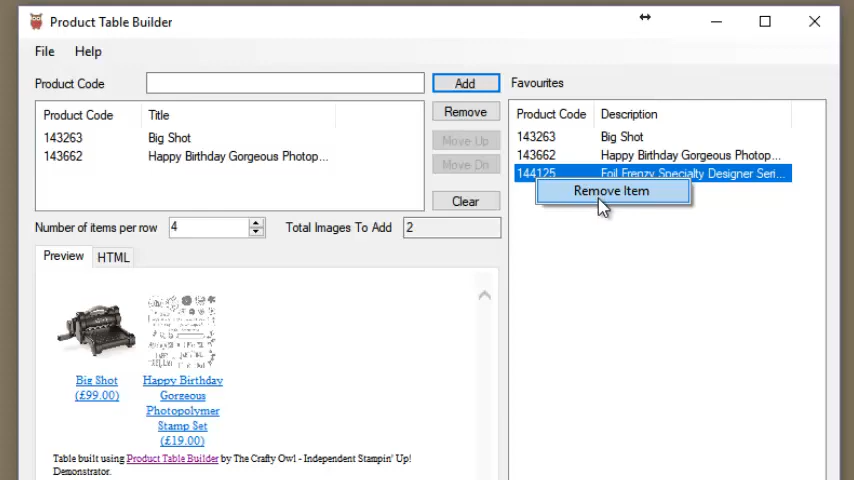 Product Table Builder
File Help
Product Code
Add
Favourites
Product Code Title
143263 Big Shot
143662 Happy Birthday Gorgeous Photop...
Remove
Move Up
Move Dn
Clear
Product Code Description
143263 Big Shot
143662 Happy Birthday Gorgeous Photop...
144125 Foil Frenzy Specialty Designer Seri...
Remove Item
Number of items per row 4 Total Images To Add 2
Preview HTML
Big Shot
(£99.00)
Happy Birthday
Gorgeous
Photopolymer
Stamp Set
(£19.00)
Table built using Product Table Builder by The Crafty Owl - Independent Stampin' Up!
Demonstrator.